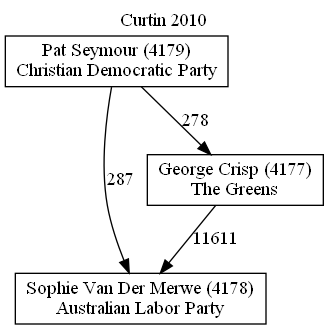 Curtin 2010
Pat Seymour (4179)
Christian Democratic Party
278
George Crisp (4177)
The Greens
287
11611
Sophie Van Der Merwe (4178)
Australian Labor Party